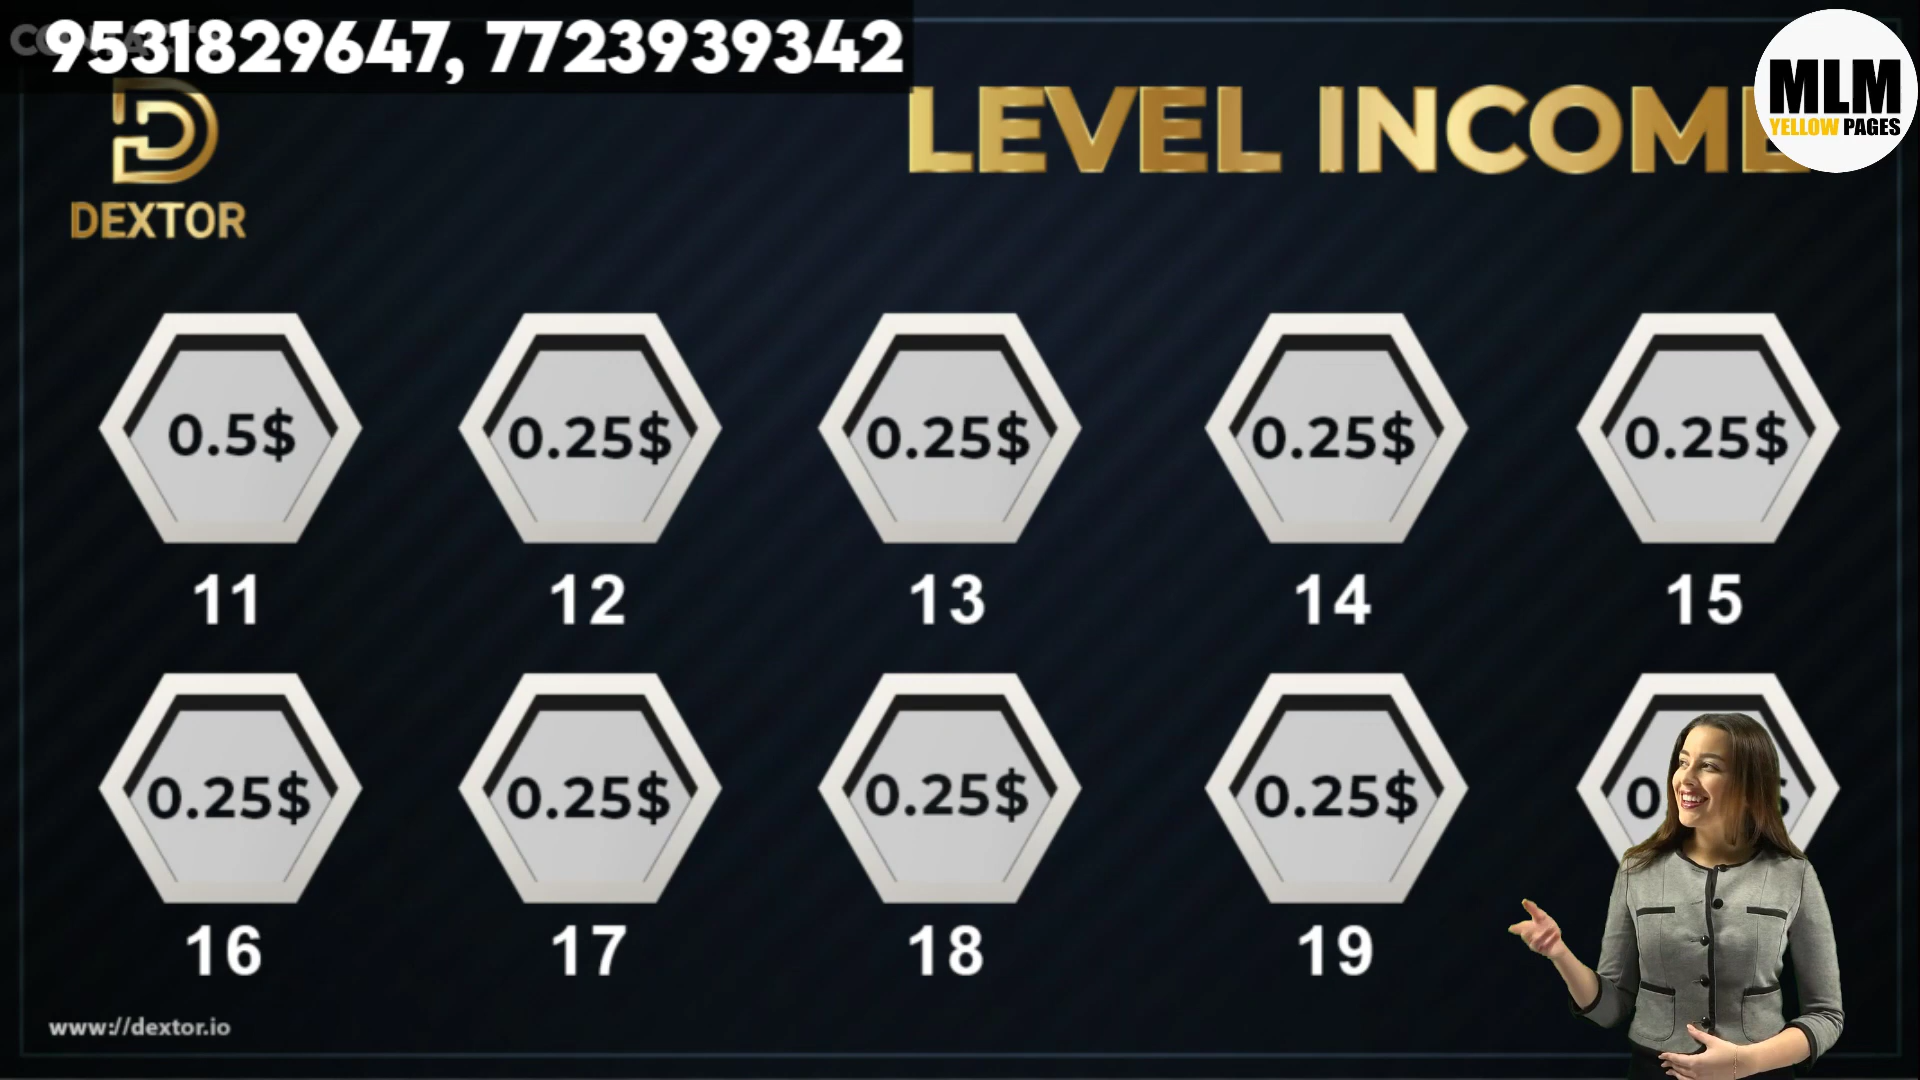 9531829647, 7723939342
MLM
YELLOW PAGES
LEVEL INCOME
DEXTOR
0.5$ 0.25$ 0.25$ 0.25$ 0.25$
11 12 13 14 15
0.25$ 0.25$ 0.25$ 0.25$
16 17 18 19
www://dextor.io